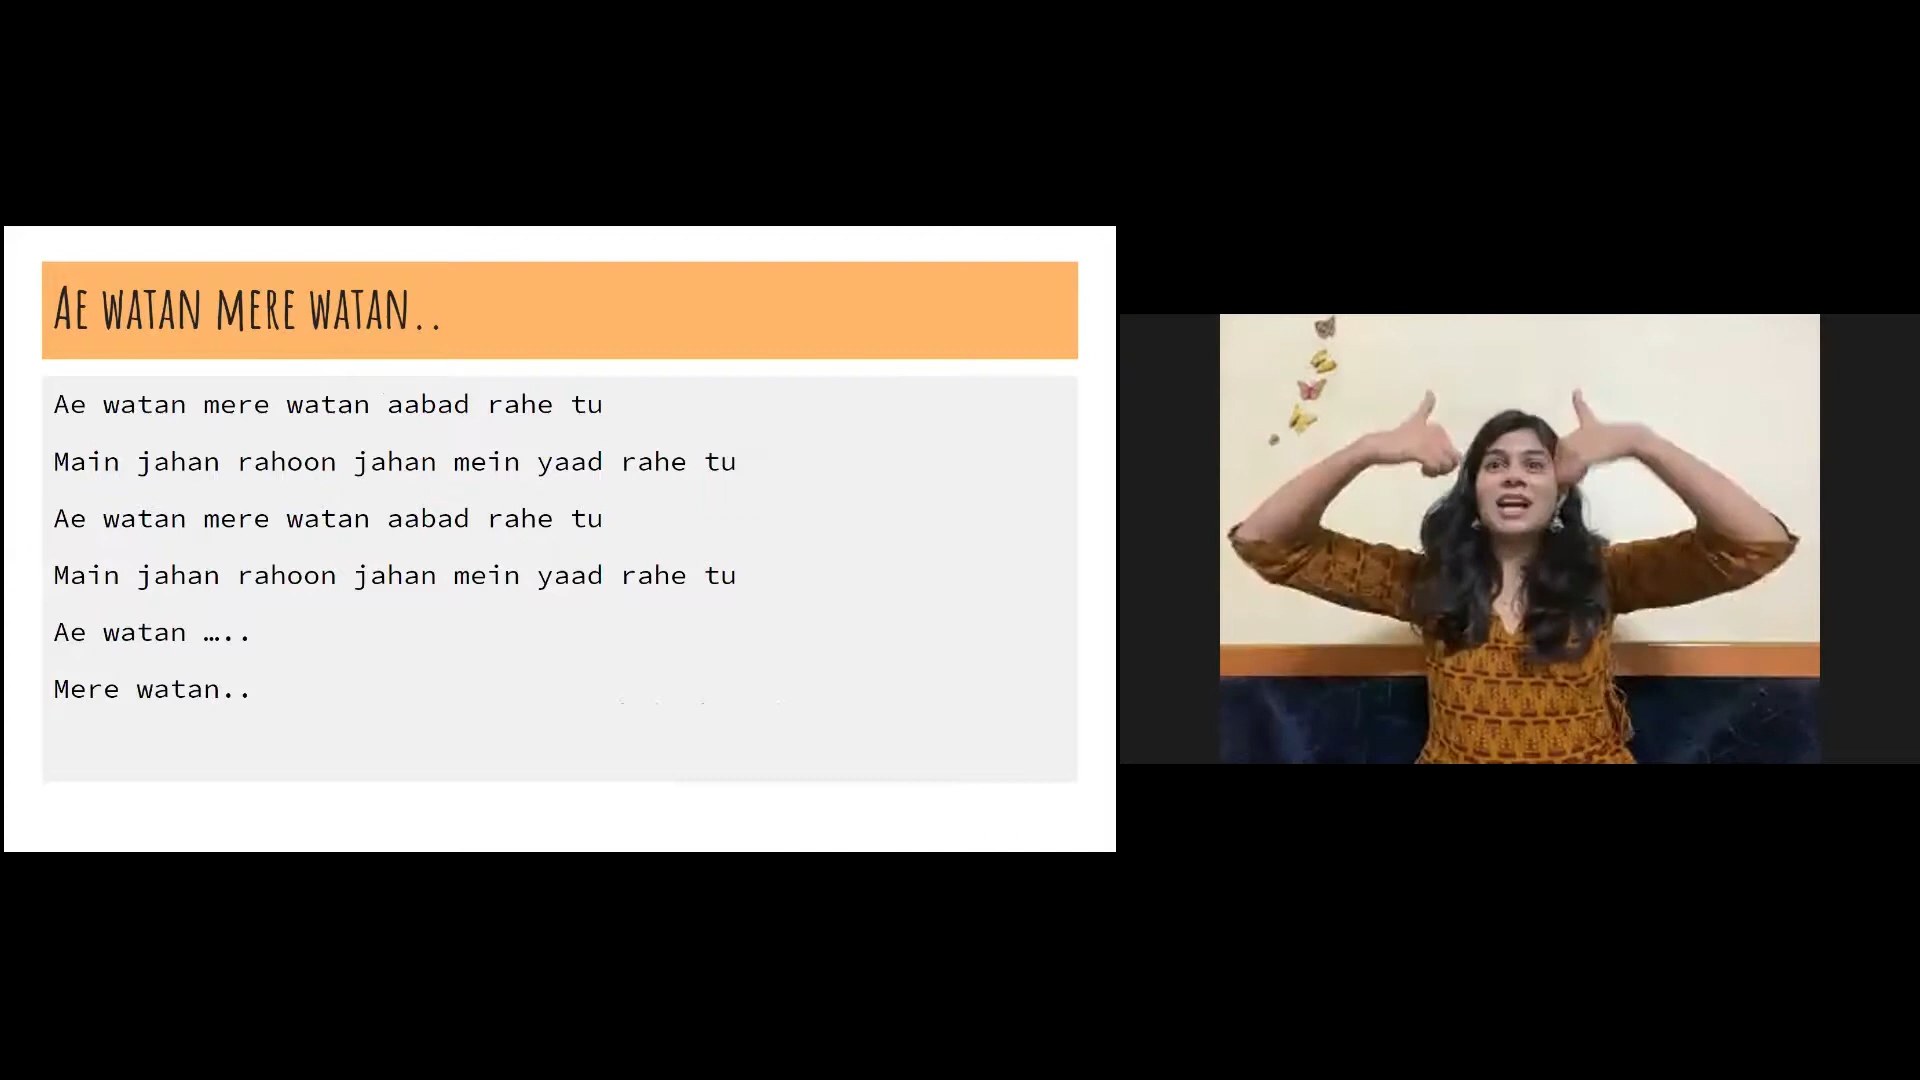 Ae watan mere watan..
Ae watan mere watan aabad rahe tu
Main jahan rahoon jahan mein yaad rahe tu
Ae watan mere watan aabad rahe tu
Main jahan rahoon jahan mein yaad rahe tu
Ae watan …..
Mere watan..